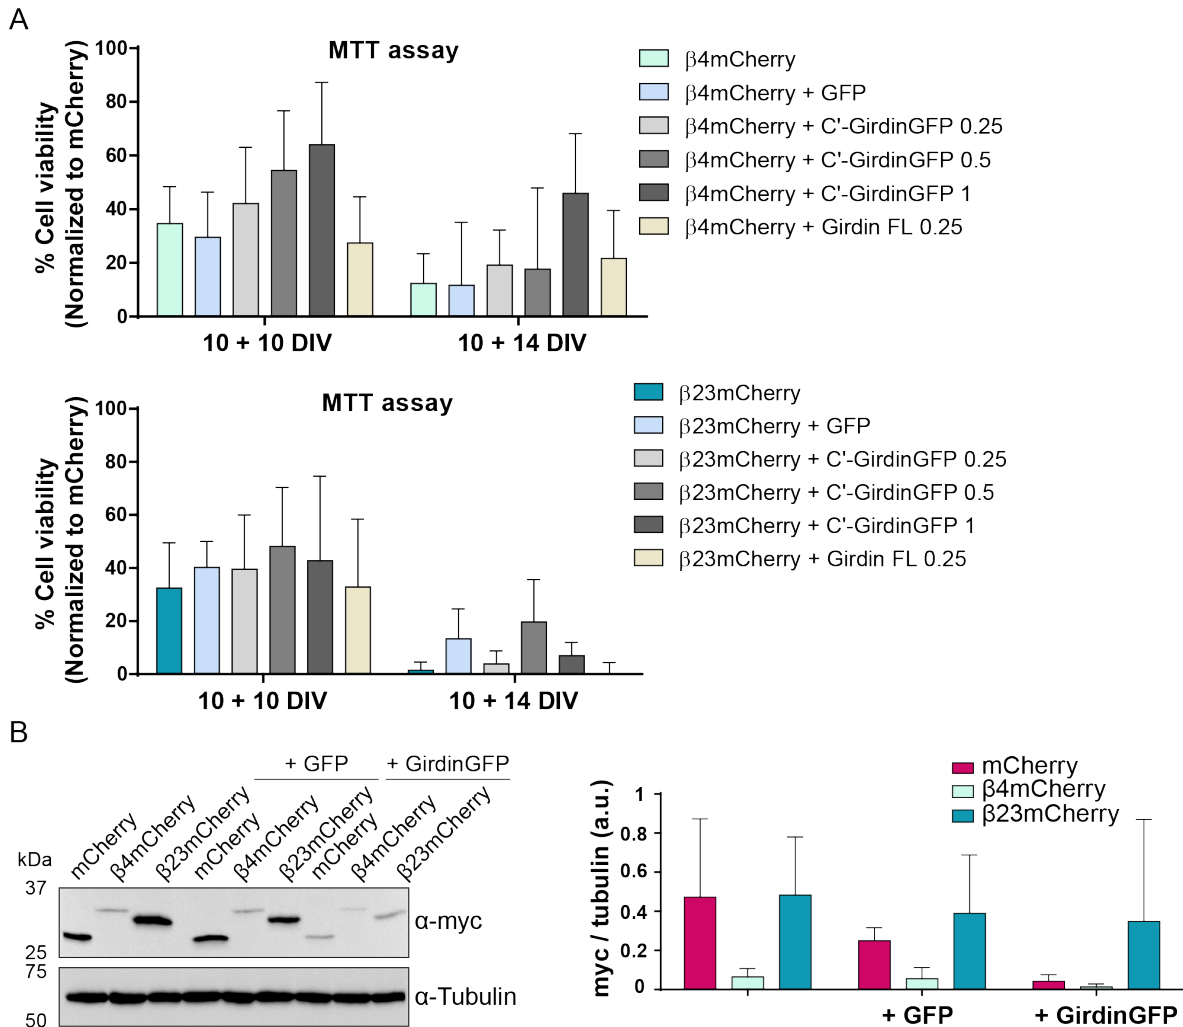 A
MTT assay
% Cell viability
(Normalized to mCherry)
100
80
60
40
20
0
10 + 10 DIV
10 + 14 DIV
β4mCherry
β4mCherry + GFP
β4mCherry + C'-GirdinGFP 0.25
β4mCherry + C'-GirdinGFP 0.5
β4mCherry + C'-GirdinGFP 1
β4mCherry + Girdin FL 0.25
MTT assay
% Cell viability
(Normalized to mCherry)
100
80
60
40
20
0
10 + 10 DIV
10 + 14 DIV
β23mCherry
β23mCherry + GFP
β23mCherry + C'-GirdinGFP 0.25
β23mCherry + C'-GirdinGFP 0.5
β23mCherry + C'-GirdinGFP 1
β23mCherry + Girdin FL 0.25
B
+ GFP
+ GirdinGFP
mCherry
β4mCherry
β23mCherry
mCherry
β4mCherry
β23mCherry
mCherry
β4mCherry
β23mCherry
kDa
37
25
α-myc
75
50
α-Tubulin
myc / tubulin (a.u.)
1
0.8
0.6
0.4
0.2
0
+ GFP
+ GirdinGFP
mCherry
β4mCherry
β23mCherry